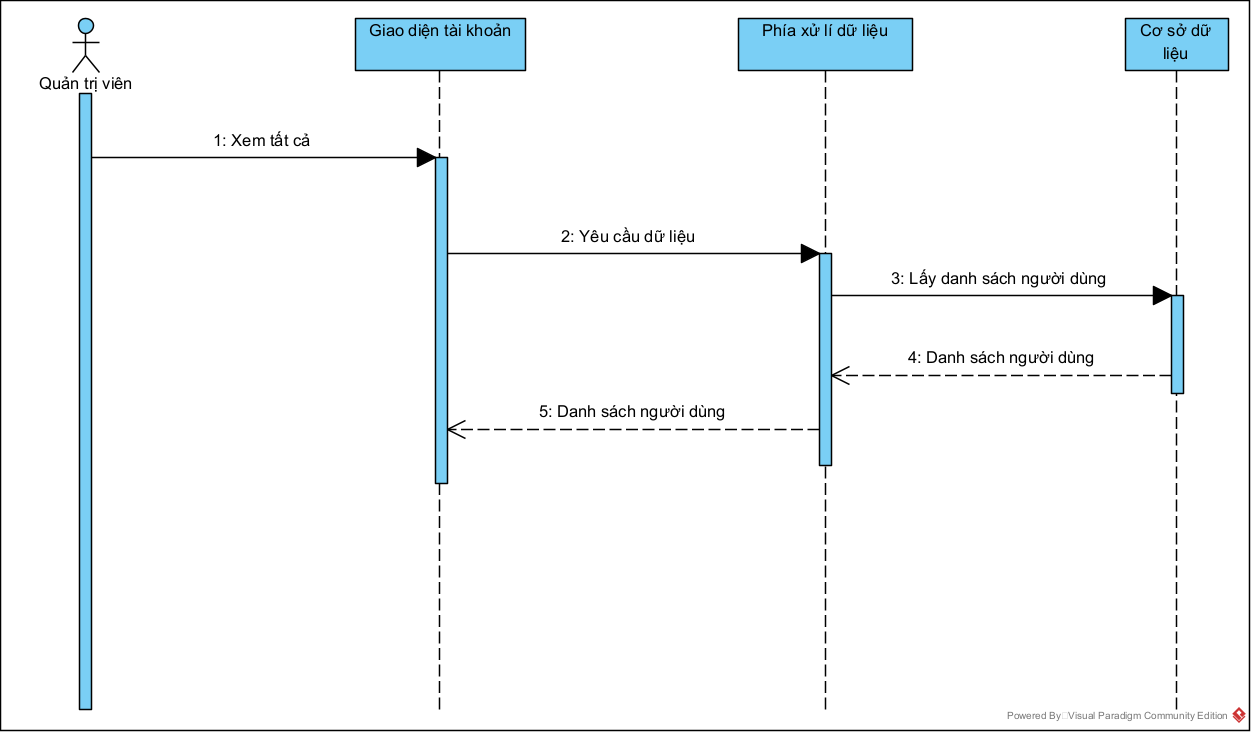 Giao diện tài khoản
Phía xử lí dữ liệu
Cơ sở dữ
liệu
Quản trị viên
1: Xem tất cả
2: Yêu cầu dữ liệu
3: Lấy danh sách người dùng
4: Danh sách người dùng
5: Danh sách người dùng
Powered By Visual Paradigm Community Edition